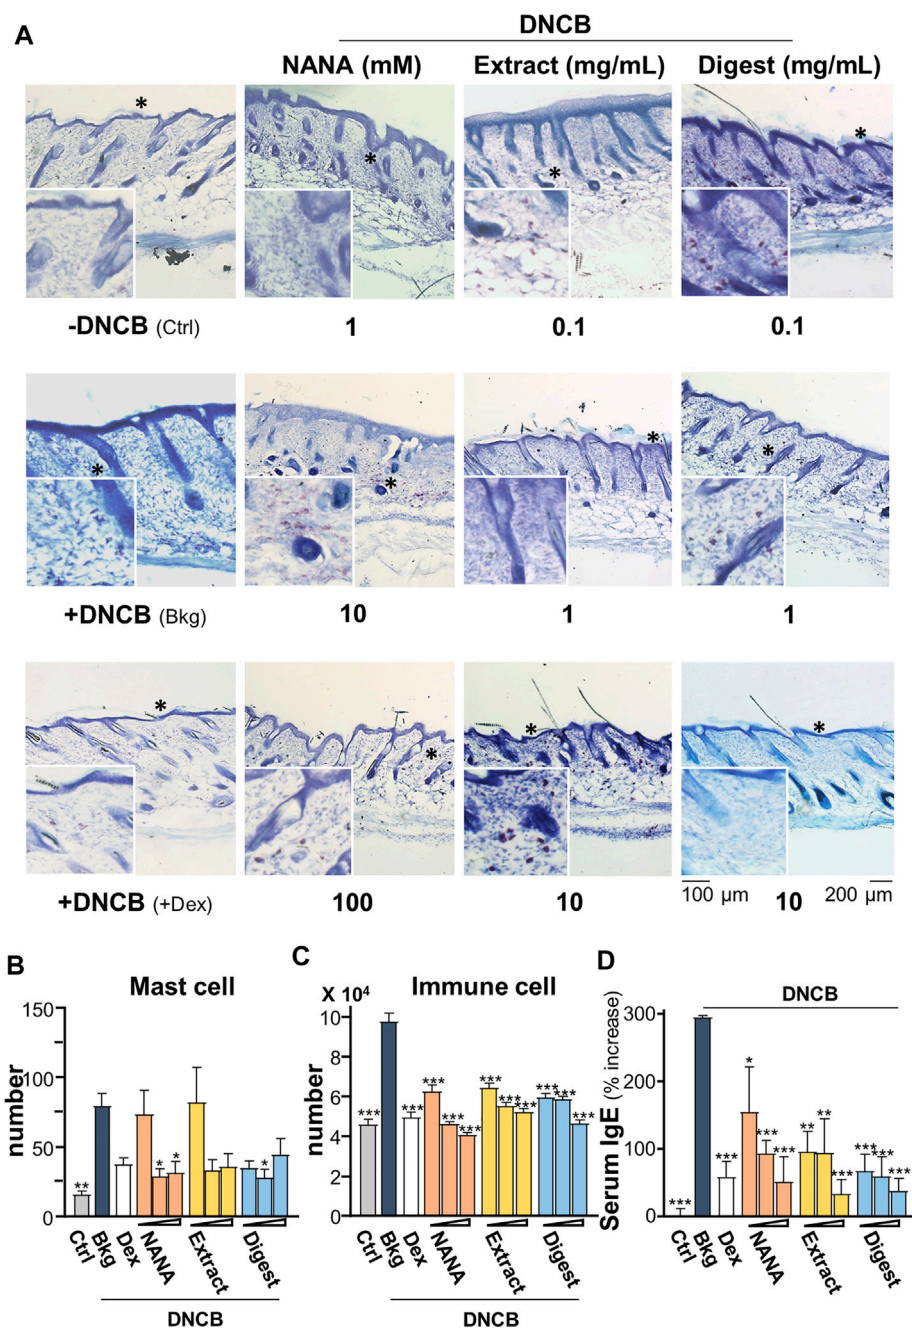 A
DNCB
NANA (mM)
Extract (mg/mL)
Digest (mg/mL)
*
*
*
*
-DNCB (Ctrl)
1
0.1
0.1
*
*
*
*
+DNCB (Bkg)
10
1
1
*
*
*
*
100 µm
200 µm
+DNCB (+Dex)
100
10
10
B
Mast cell
number
150
100
50
0
**
*
*
*
Ctrl
Bkg
Dex
NANA
Extract
Digest
DNCB
C
X 10⁴
Immune cell
number
10
8
6
4
2
0
***
***
***
***
***
***
***
***
***
***
***
Ctrl
Bkg
Dex
NANA
Extract
Digest
DNCB
D
DNCB
Serum IgE (% increase)
300
200
100
0
***
***
*
***
***
**
**
***
***
***
***
Ctrl
Bkg
Dex
NANA
Extract
Digest